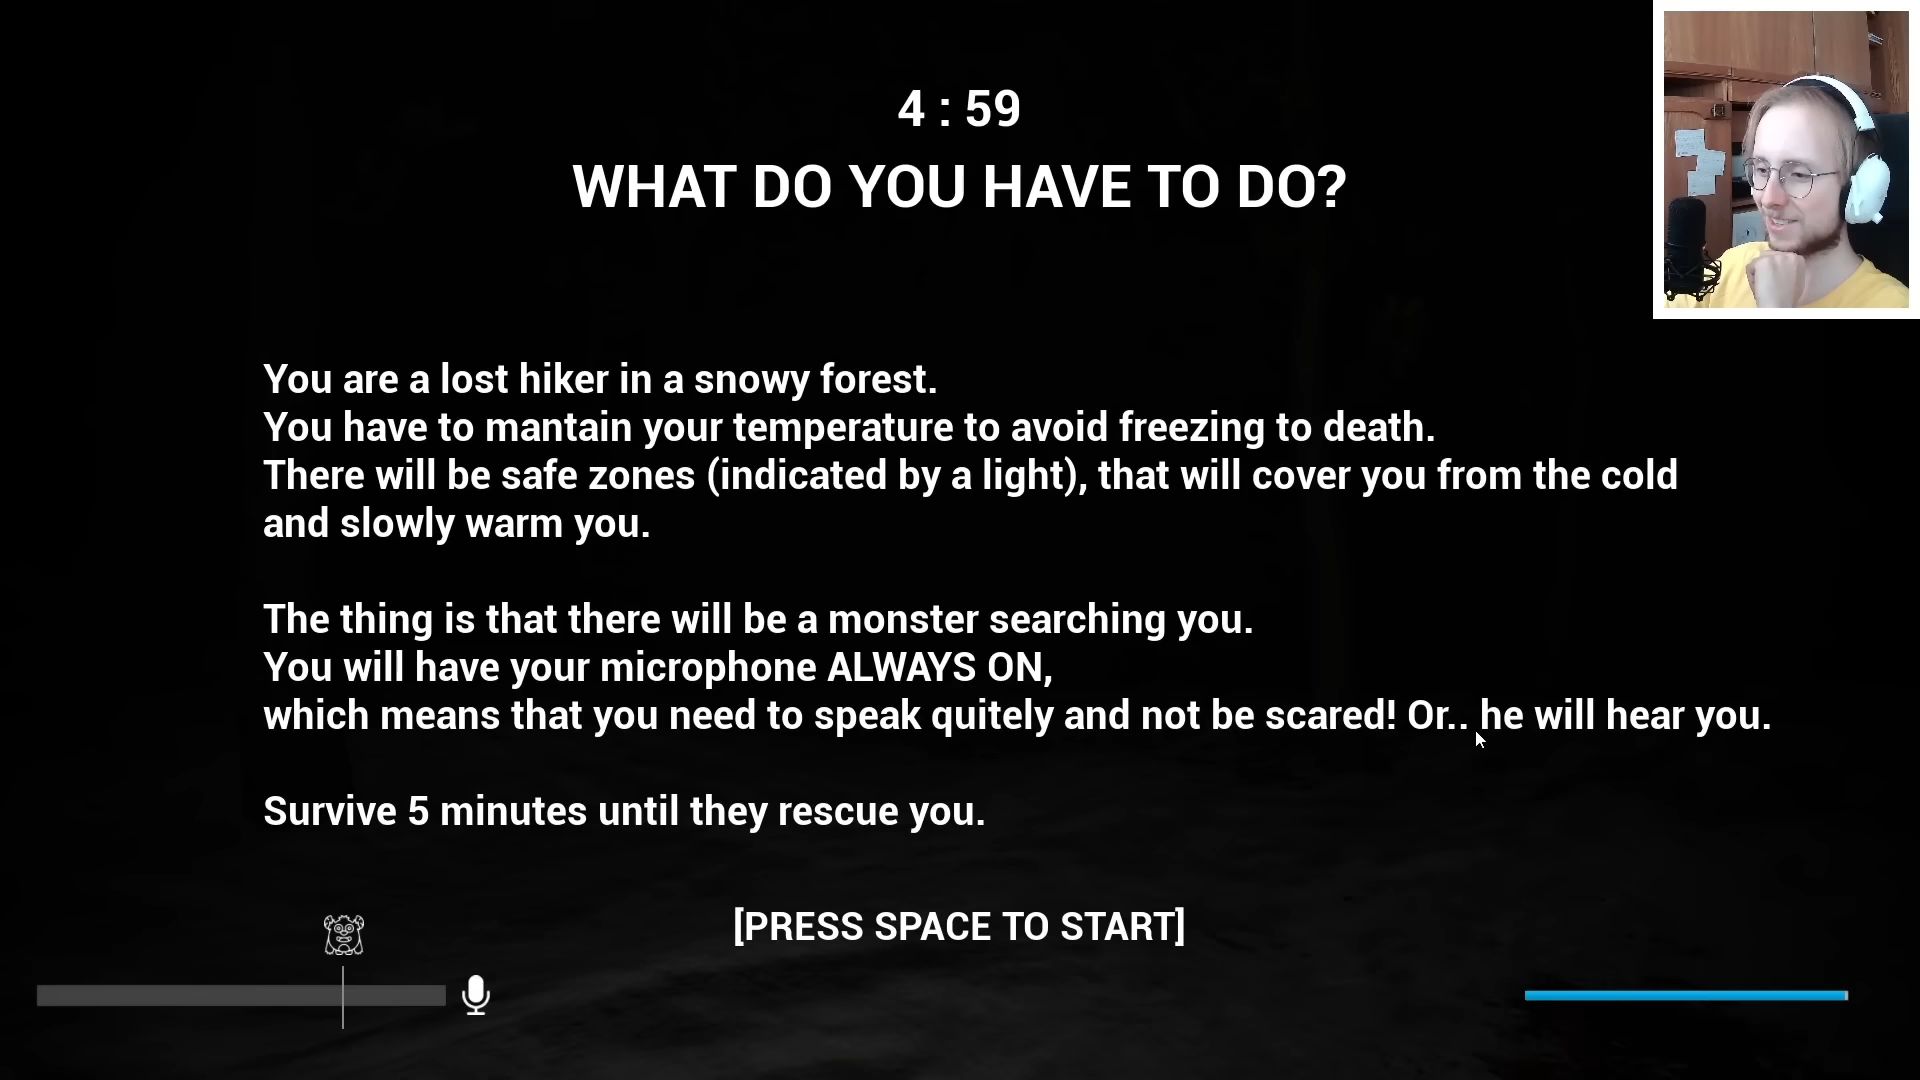 4 : 59
WHAT DO YOU HAVE TO DO?
You are a lost hiker in a snowy forest.
You have to mantain your temperature to avoid freezing to death.
There will be safe zones (indicated by a light), that will cover you from the cold
and slowly warm you.
The thing is that there will be a monster searching you.
You will have your microphone ALWAYS ON,
which means that you need to speak quitely and not be scared! Or.. he will hear you.
Survive 5 minutes until they rescue you.
[PRESS SPACE TO START]